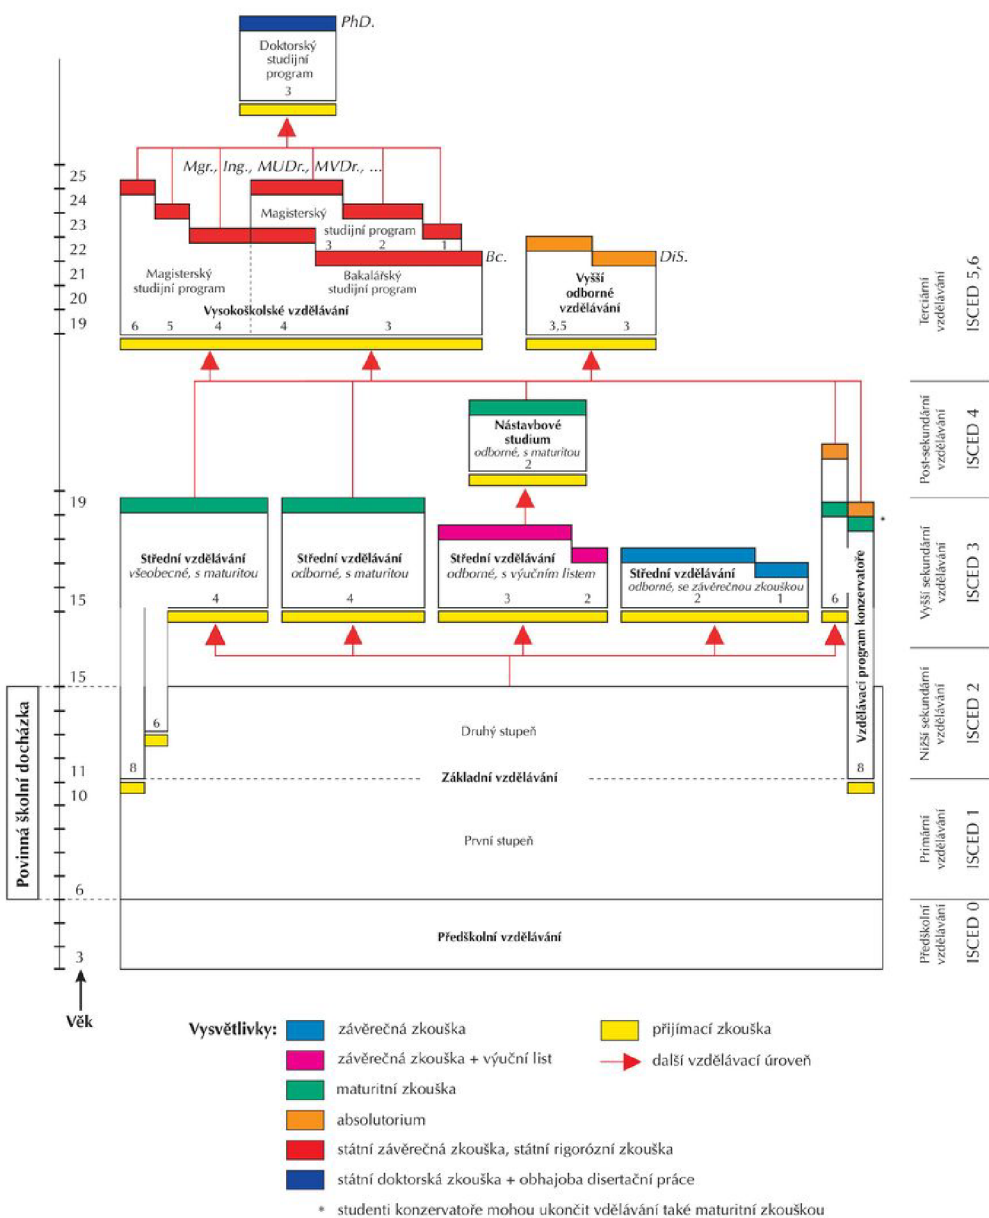 PhD.
Doktorský
studijní
program
3
Mgr., Ing., MUDr., MVDr., ...
25
24
23
22
21
20
19
Magisterský
studijní program
3
2
1
Bc.
Magisterský
studijní program
Bakalářský
studijní program
Vysokoškolské vzdělávání
6
5
4
4
3
DiS.
Vyšší
odborné
vzdělávání
3,5
3
Terciární
vzdělávání
ISCED 5,6
Nástavbové
studium
odborné, s maturitou
2
Post-sekundární
vzdělávání
ISCED 4
19
15
Střední vzdělávání
všeobecné, s maturitou
4
Střední vzdělávání
odborné, s maturitou
4
Střední vzdělávání
odborné, s výučním listem
3
2
Střední vzdělávání
odborné, se závěrečnou zkouškou
2
1
6
*
Vzdělávací program konzervatoře
8
Vyšší sekundární
vzdělávání
ISCED 3
15
11
10
6
3
Věk
Povinná školní docházka
6
8
Druhý stupeň
Základní vzdělávání
První stupeň
Předškolní vzdělávání
Nižší sekundární
vzdělávání
ISCED 2
Primární
vzdělávání
ISCED 1
Předškolní
vzdělávání
ISCED 0
Vysvětlivky:
závěrečná zkouška
závěrečná zkouška + výuční list
maturitní zkouška
absolutorium
státní závěrečná zkouška, státní rigorózní zkouška
státní doktorská zkouška + obhajoba disertační práce
* studenti konzervatoře mohou ukončit vdělávání také maturitní zkouškou
přijímací zkouška
další vzdělávací úroveň